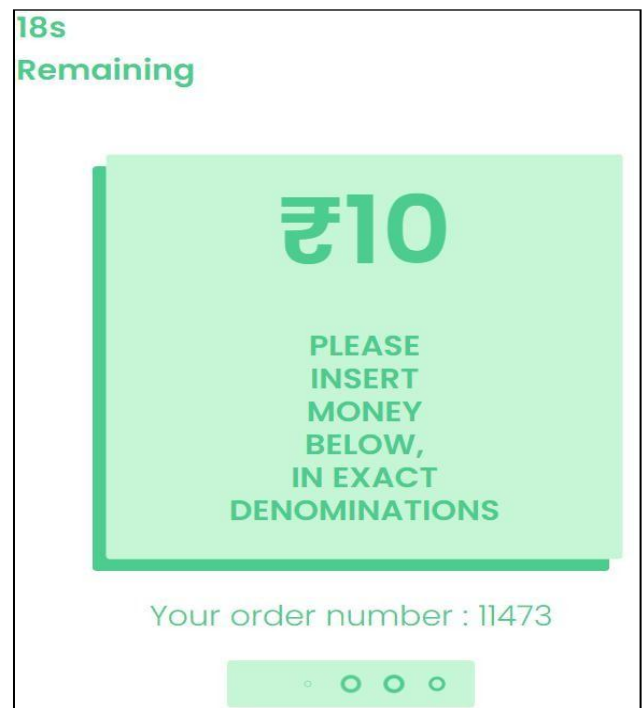 18s
Remaining
₹10
PLEASE
INSERT
MONEY
BELOW,
IN EXACT
DENOMINATIONS
Your order number : 11473